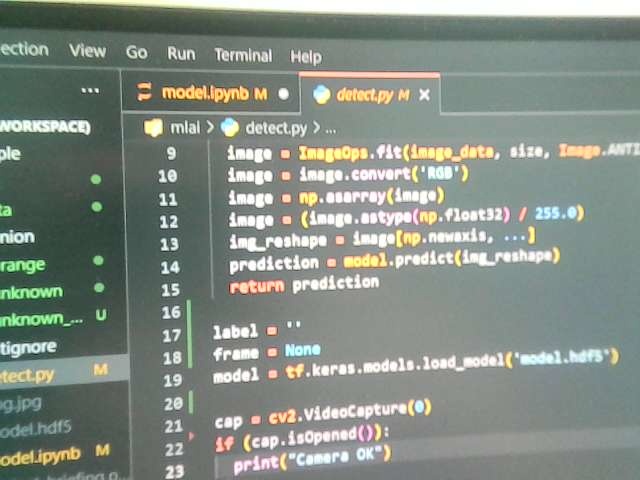 ection View Go Run Terminal Help
... model.ipynb M detect.py M ×
WORKSPACE)
mlai > detect.py > ...
ple
ta
nion
range
nknown
nknown_... U
tignore
etect.py M
g.jpg
odel.hdf5
odel.ipynb M
9 image = ImageOps.fit(image_data, size, Image.ANTI
10 image = image.convert('RGB')
11 image = np.asarray(image)
12 image = (image.astype(np.float32) / 255.0)
13 img_reshape = image[np.newaxis, ...]
14 prediction = model.predict(img_reshape)
15 return prediction
16
17 label = ''
18 frame = None
19 model = tf.keras.models.load_model('model.hdf5')
20
21 cap = cv2.VideoCapture(0)
22 if (cap.isOpened()):
23 print("Camera OK")